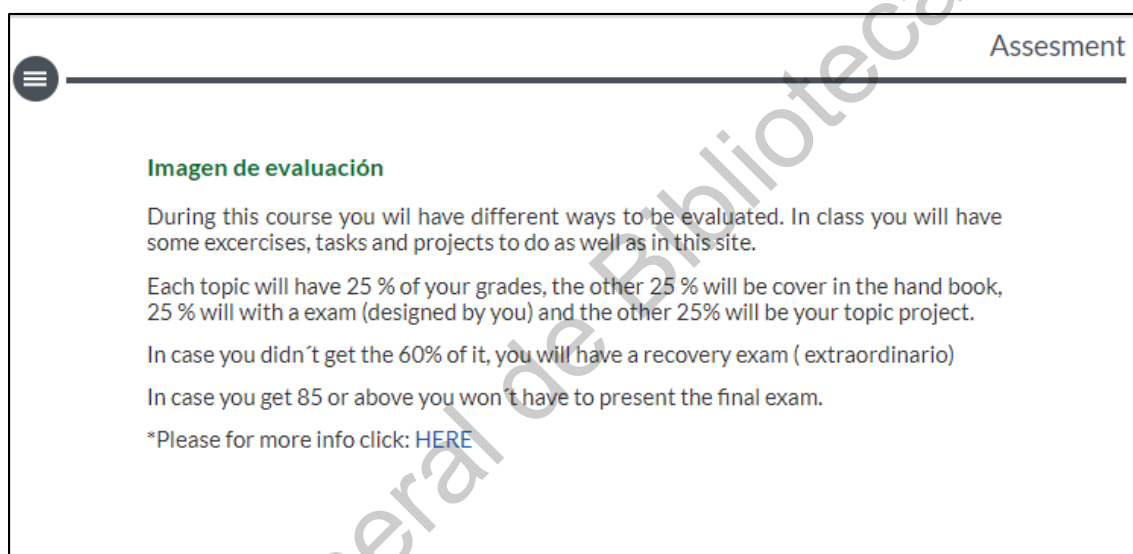 Assesment
Imagen de evaluación
During this course you wil have different ways to be evaluated. In class you will have
some excercises, tasks and projects to do as well as in this site.
Each topic will have 25 % of your grades, the other 25 % will be cover in the hand book,
25 % will with a exam (designed by you) and the other 25% will be your topic project.
In case you didn´t get the 60% of it, you will have a recovery exam ( extraordinario)
In case you get 85 or above you won´t have to present the final exam.
*Please for more info click: HERE
eral de Biblioteca